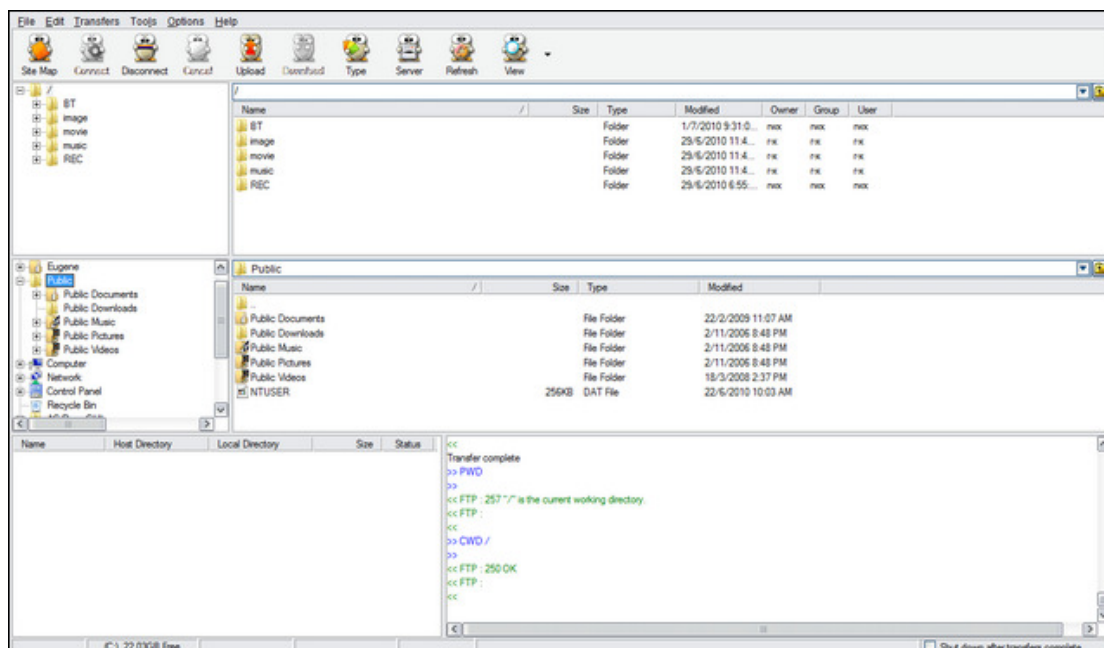 File Edit Transfers Tools Options Help
Site Map Connect Disconnect Cancel Upload Download Type Server Refresh View
/
BT
image
movie
music
REC
/
Name / Size Type Modified Owner Group User
BT Folder 1/7/2010 9:31:0... rwx rwx rwx
image Folder 29/6/2010 11:4... r-x r-x r-x
movie Folder 29/6/2010 11:4... r-x r-x r-x
music Folder 29/6/2010 11:4... r-x r-x r-x
REC Folder 29/6/2010 6:55:... rwx rwx rwx
Eugene
Public
Public Documents
Public Downloads
Public Music
Public Pictures
Public Videos
Computer
Network
Control Panel
Recycle Bin
Public
Name / Size Type Modified
..
Public Documents File Folder 22/2/2009 11:07 AM
Public Downloads File Folder 2/11/2006 8:48 PM
Public Music File Folder 2/11/2006 8:48 PM
Public Pictures File Folder 2/11/2006 8:48 PM
Public Videos File Folder 18/3/2008 2:37 PM
NTUSER 256KB DAT File 22/6/2010 10:03 AM
Name Host Directory Local Directory Size Status
<<
Transfer complete
>> PWD
>>
<< FTP : 257 "/" is the current working directory.
<< FTP :
<<
>> CWD /
>>
<< FTP : 250 OK
<< FTP :
<<
(C:), 22.03GB Free
Shut down after transfers complete